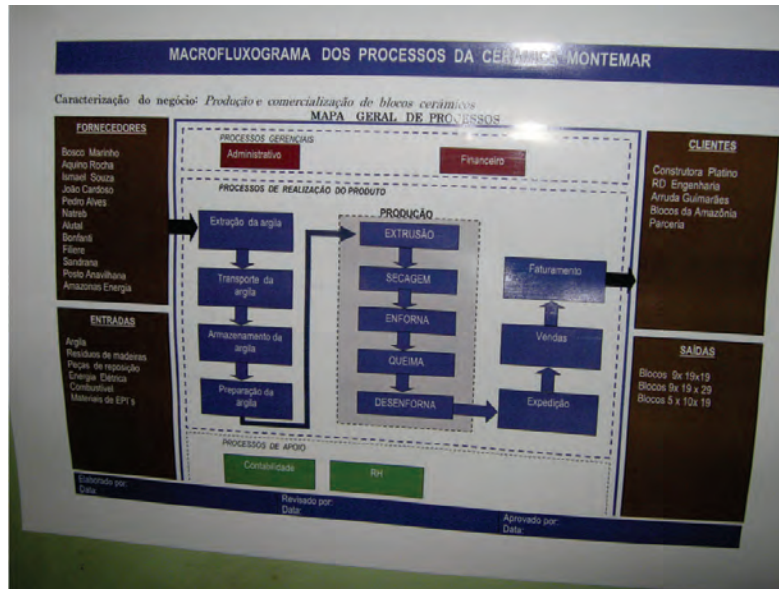 MACROFLUXOGRAMA DOS PROCESSOS DA CERÂMICA MONTEMAR
Caracterização do negócio: Produção e comercialização de blocos cerâmicos
MAPA GERAL DE PROCESSOS
FORNECEDORES
Bosco Marinho
Aquino Rocha
Ismael Souza
João Cardoso
Pedro Alves
Natreb
Alutal
Bonfanti
Fillere
Sandrana
Posto Anavilhana
Amazonas Energia
ENTRADAS
Argila
Resíduos de madeiras
Peças de reposição
Energia Elétrica
Combustível
Materiais de EPI´s
PROCESSOS GERENCIAIS
Administrativo
Financeiro
PROCESSOS DE REALIZAÇÃO DO PRODUTO
Extração da argila
Transporte da
argila
Armazenamento da
argila
Preparação da
argila
PRODUÇÃO
EXTRUSÃO
SECAGEM
ENFORNA
QUEIMA
DESENFORNA
Faturamento
Vendas
Expedição
PROCESSOS DE APOIO
Contabilidade
RH
CLIENTES
Construtora Platino
RD Engenharia
Arruda Guimarães
Blocos da Amazônia
Parceria
SAÍDAS
Blocos 9x 19x19
Blocos 9x 19 x 29
Blocos 5 x 10x 19
Elaborado por:
Data:
Revisado por:
Data:
Aprovado por:
Data: